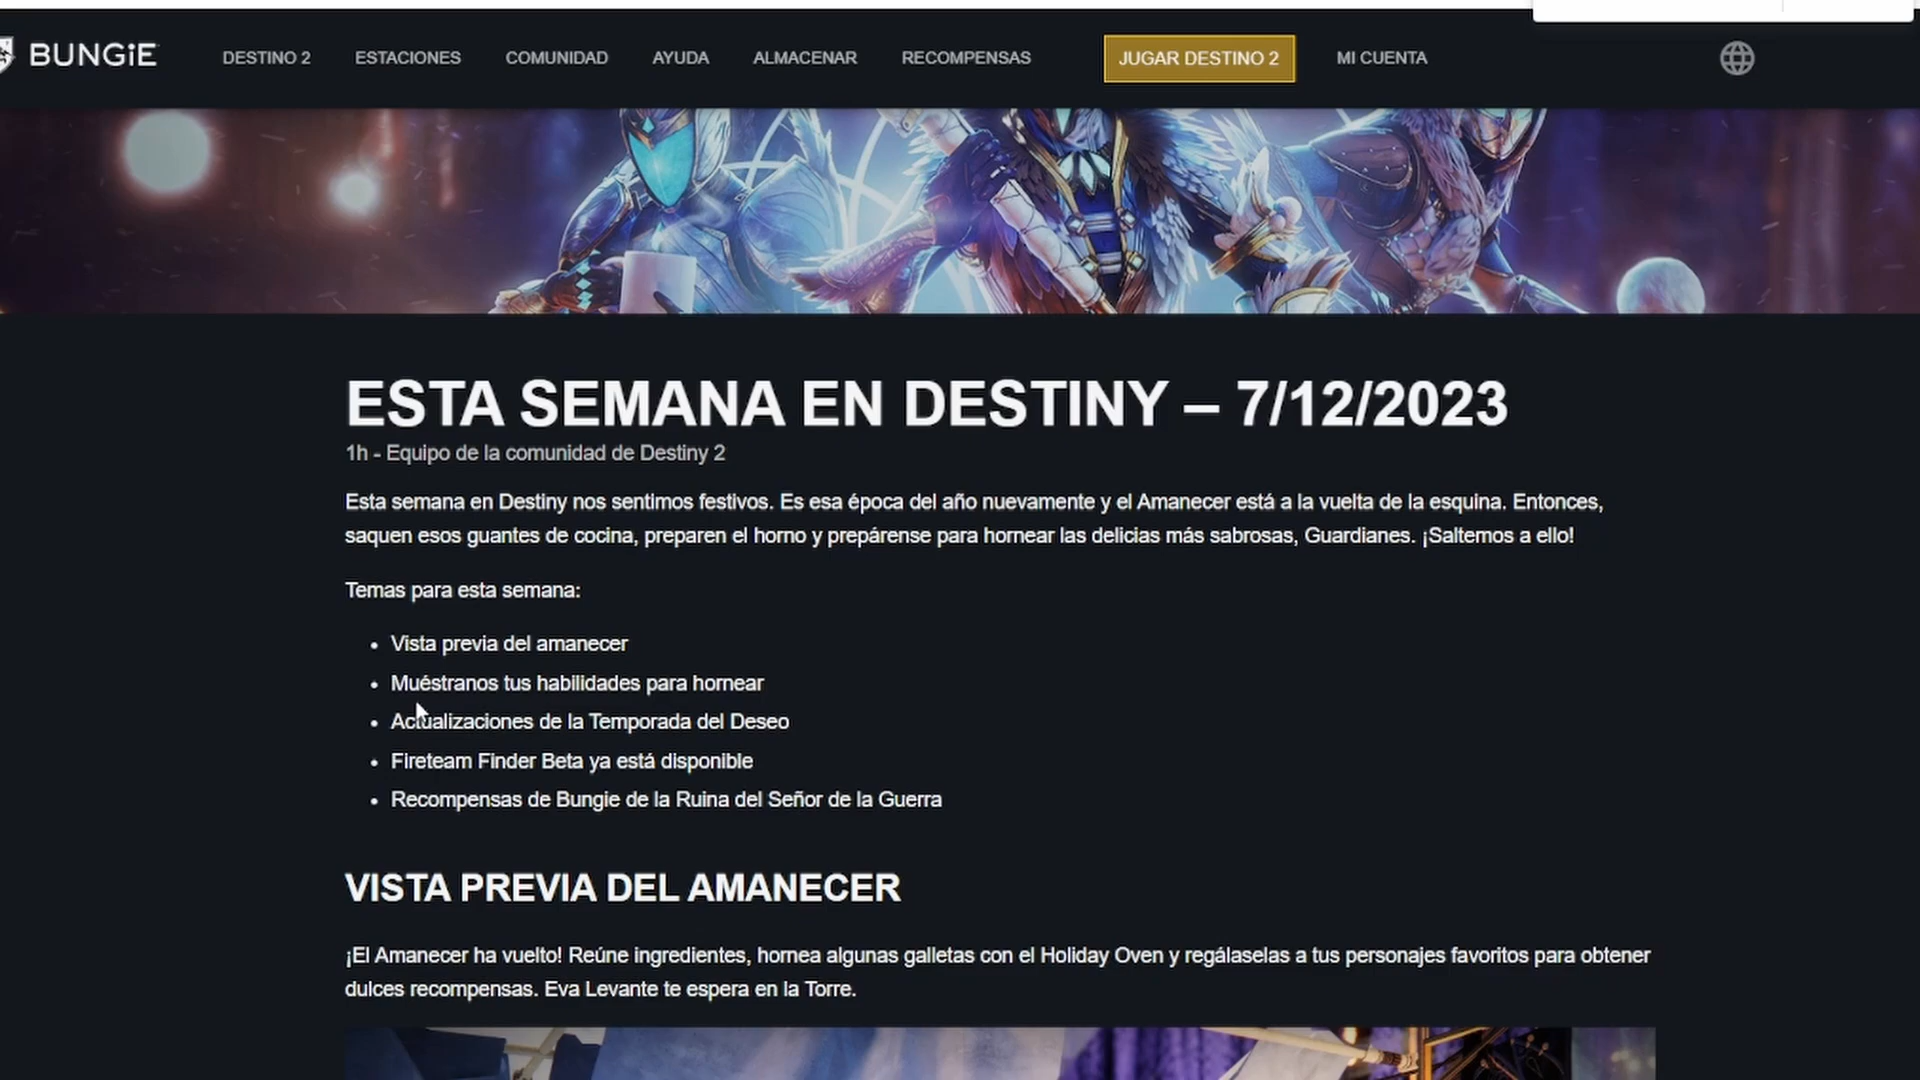 BUNGiE
DESTINO 2
ESTACIONES
COMUNIDAD
AYUDA
ALMACENAR
RECOMPENSAS
JUGAR DESTINO 2
MI CUENTA
ESTA SEMANA EN DESTINY – 7/12/2023
1h - Equipo de la comunidad de Destiny 2
Esta semana en Destiny nos sentimos festivos. Es esa época del año nuevamente y el Amanecer está a la vuelta de la esquina. Entonces,
saquen esos guantes de cocina, preparen el horno y prepárense para hornear las delicias más sabrosas, Guardianes. ¡Saltemos a ello!
Temas para esta semana:
• Vista previa del amanecer
• Muéstranos tus habilidades para hornear
• Actualizaciones de la Temporada del Deseo
• Fireteam Finder Beta ya está disponible
• Recompensas de Bungie de la Ruina del Señor de la Guerra
VISTA PREVIA DEL AMANECER
¡El Amanecer ha vuelto! Reúne ingredientes, hornea algunas galletas con el Holiday Oven y regálaselas a tus personajes favoritos para obtener
dulces recompensas. Eva Levante te espera en la Torre.